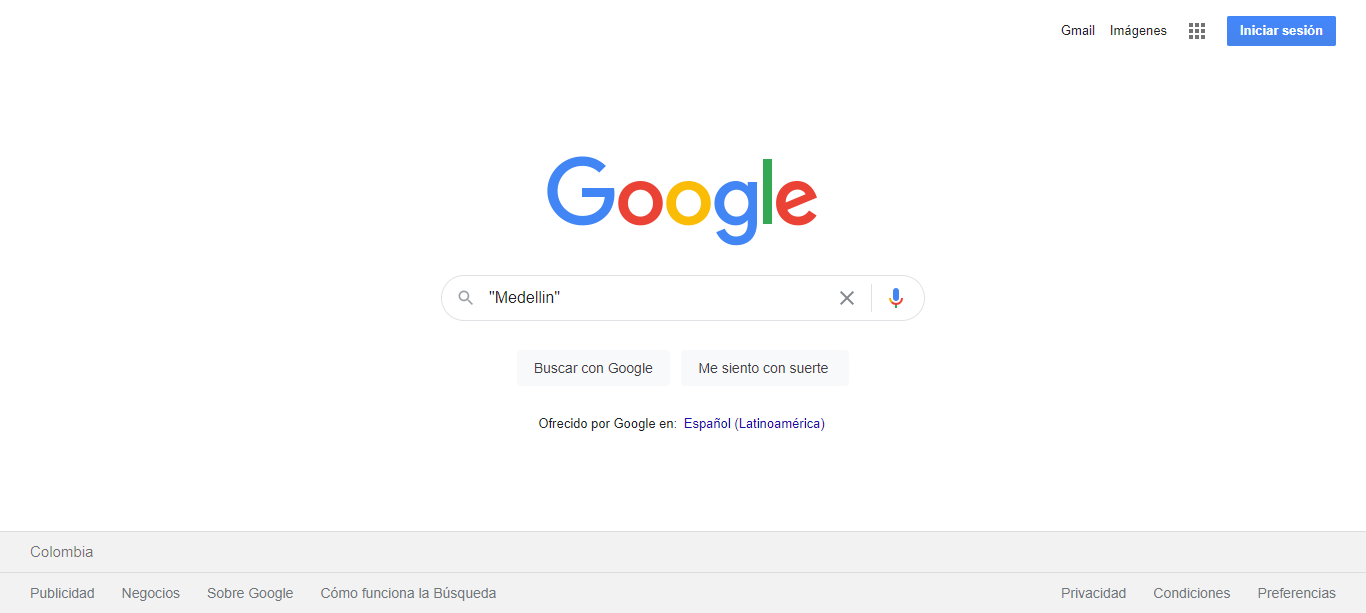 Gmail Imágenes Iniciar sesión
Google
"Medellin"
Buscar con Google Me siento con suerte
Ofrecido por Google en: Español (Latinoamérica)
Colombia
Publicidad Negocios Sobre Google Cómo funciona la Búsqueda Privacidad Condiciones Preferencias